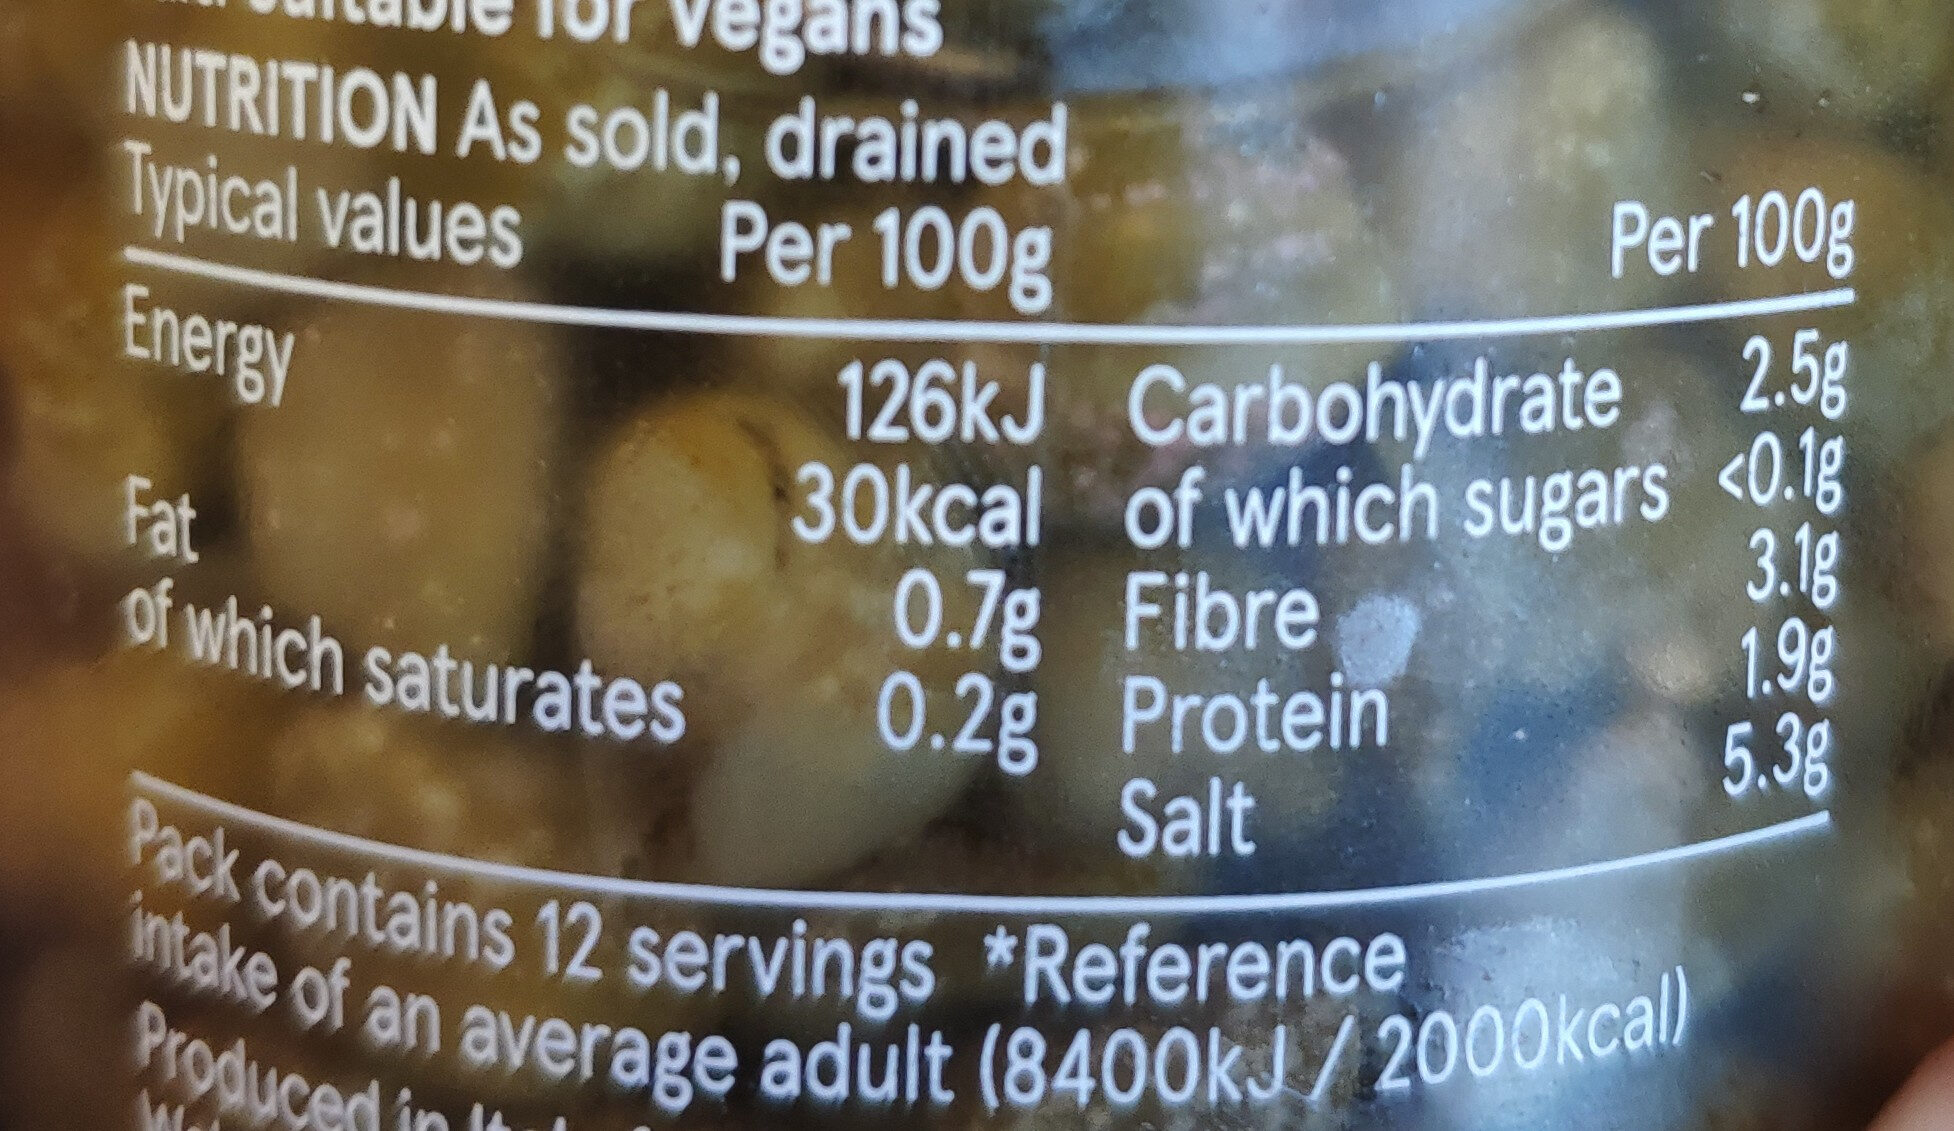 suitable for vegans
NUTRITION As sold, drained
Typical values Per 100g Per 100g
Energy 126kJ Carbohydrate 2.5g
30kcal of which sugars <0.1g
Fat 0.7g Fibre 3.1g
of which saturates 0.2g Protein 1.9g
Salt 5.3g
Pack contains 12 servings *Reference
intake of an average adult (8400kJ / 2000kcal)
Produced in